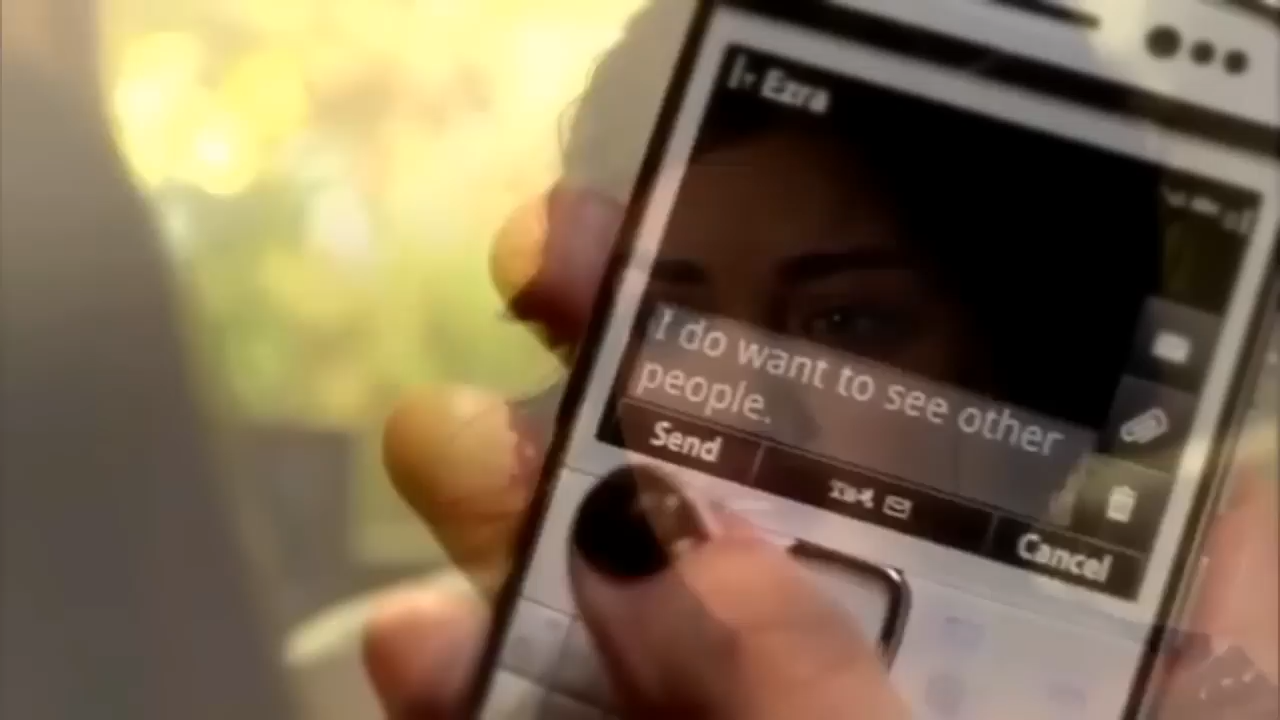 Ezra
I do want to see other
people.
Send
Cancel